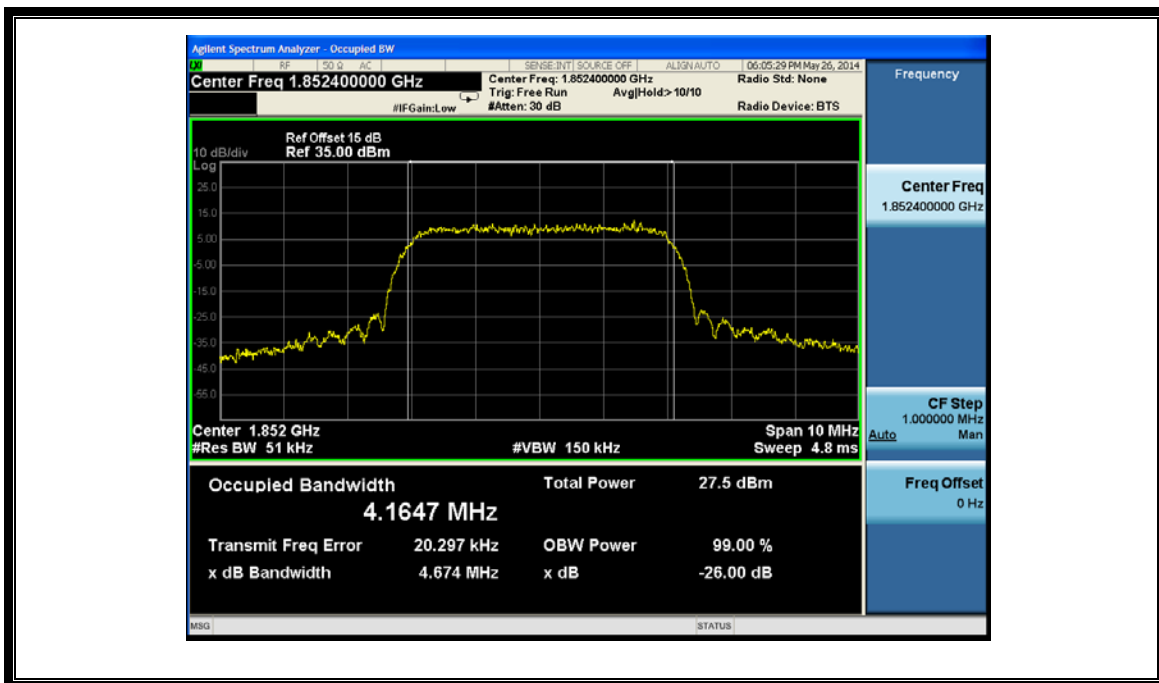 Agilent Spectrum Analyzer - Occupied BW
LXI RF 50 Ω AC SENSE:INT SOURCE OFF ALIGN AUTO 06:05:29 PM May 26, 2014
Center Freq 1.852400000 GHz
Center Freq: 1.852400000 GHz Radio Std: None
Trig: Free Run Avg|Hold:> 10/10
#IFGain:Low #Atten: 30 dB Radio Device: BTS
Ref Offset 15 dB
10 dB/div Ref 35.00 dBm
Log
25.0
15.0
5.00
-5.00
-15.0
-25.0
-35.0
-45.0
-55.0
Center 1.852 GHz Span 10 MHz
#Res BW 51 kHz #VBW 150 kHz Sweep 4.8 ms
Occupied Bandwidth Total Power 27.5 dBm
4.1647 MHz
Transmit Freq Error 20.297 kHz OBW Power 99.00 %
x dB Bandwidth 4.674 MHz x dB -26.00 dB
MSG STATUS
Frequency
Center Freq
1.852400000 GHz
CF Step
1.000000 MHz
Auto Man
Freq Offset
0 Hz